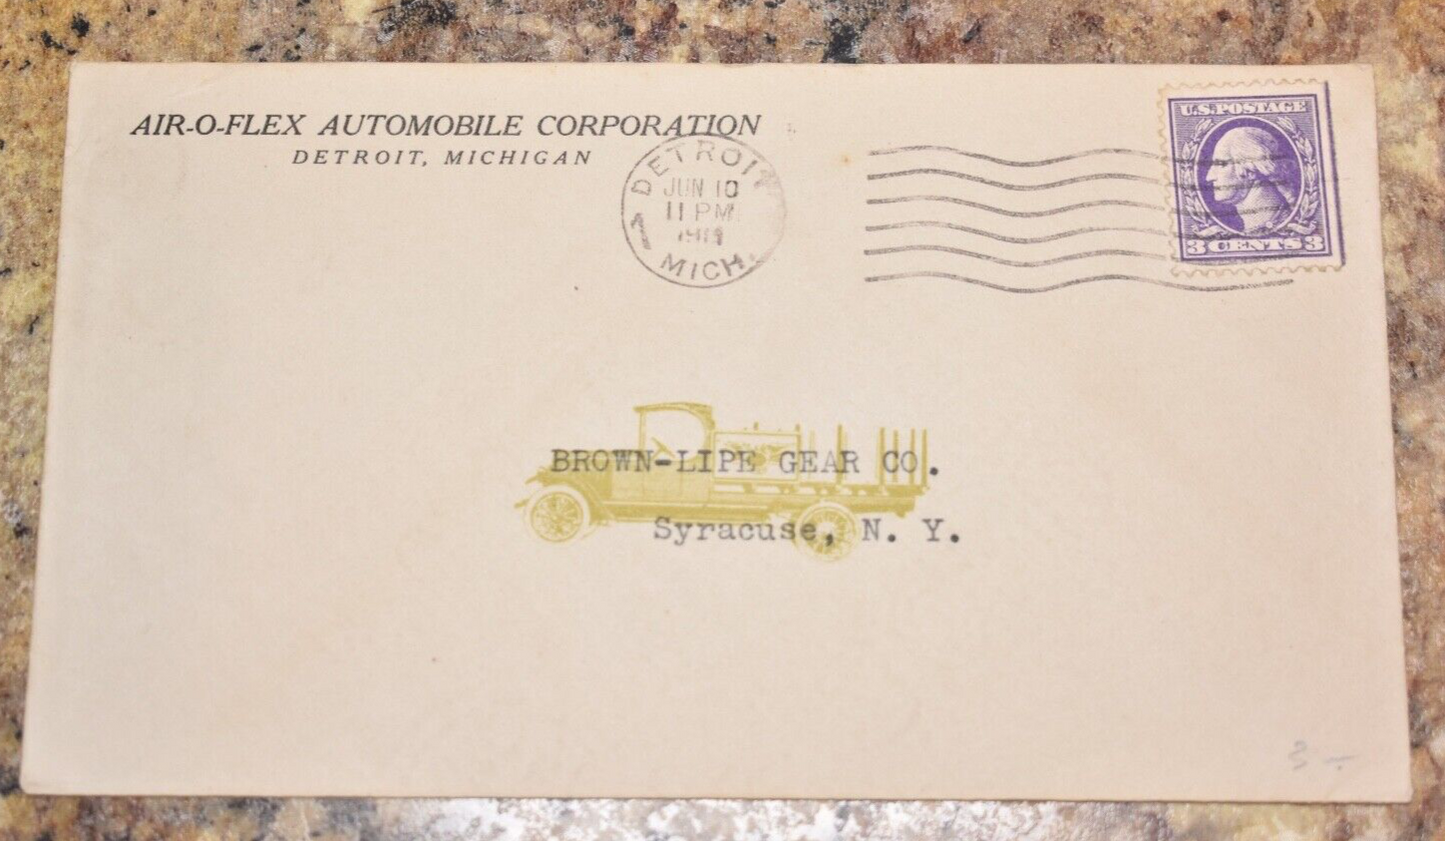 AIR-O-FLEX AUTOMOBILE CORPORATION
DETROIT, MICHIGAN
DETROIT
JUN 10
11 PM
1
MICH.
U.S. POSTAGE
3 CENTS 3
BROWN-LIPE GEAR CO.
Syracuse, N. Y.